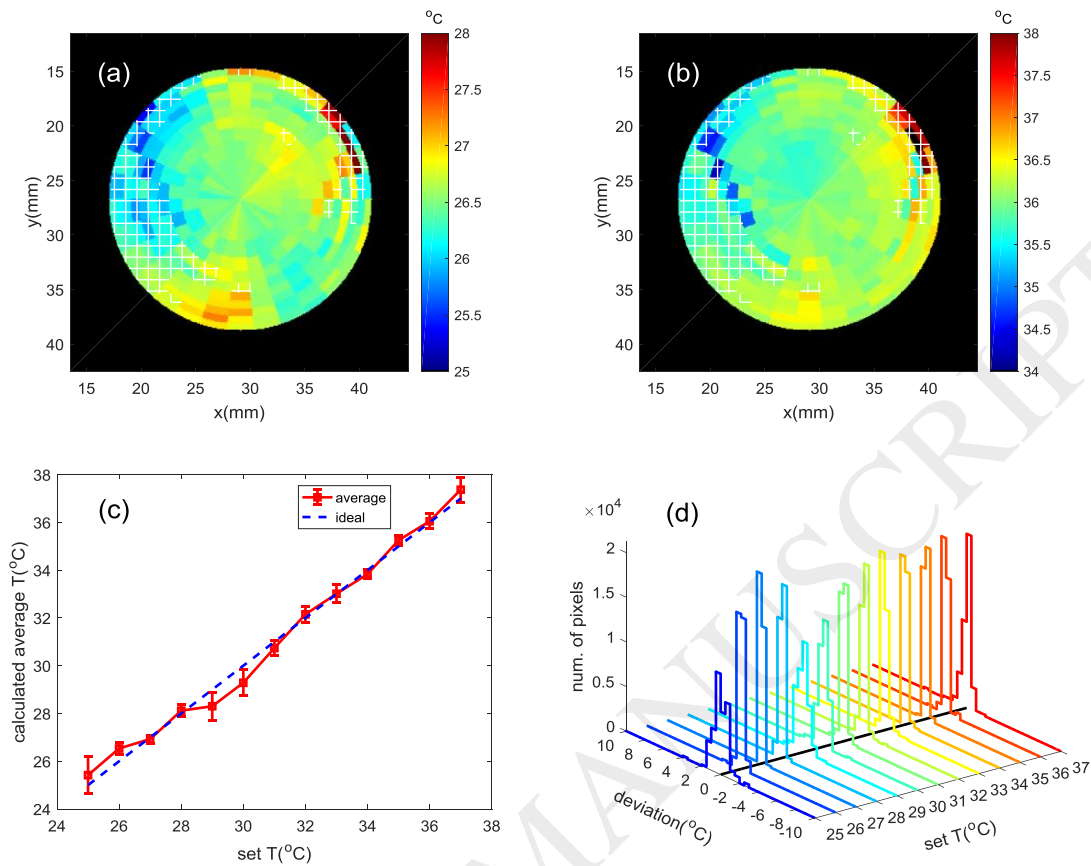 °C
(a)
28
27.5
27
26.5
26
25.5
25
15
20
25
30
35
40
y(mm)
15 20 25 30 35 40
x(mm)
°C
(b)
38
37.5
37
36.5
36
35.5
35
34.5
34
15
20
25
30
35
40
y(mm)
15 20 25 30 35 40
x(mm)
(c)
average
ideal
38
36
34
32
30
28
26
24
calculated average T(°C)
24 26 28 30 32 34 36 38
set T(°C)
(d)
×10⁴
2
1.5
1
0.5
0
num. of pixels
10 8 6 4 2 0 -2 -4 -6 -8 -10
deviation(°C)
25 26 27 28 29 30 31 32 33 34 35 36 37
set T(°C)
MANUSCRIPT